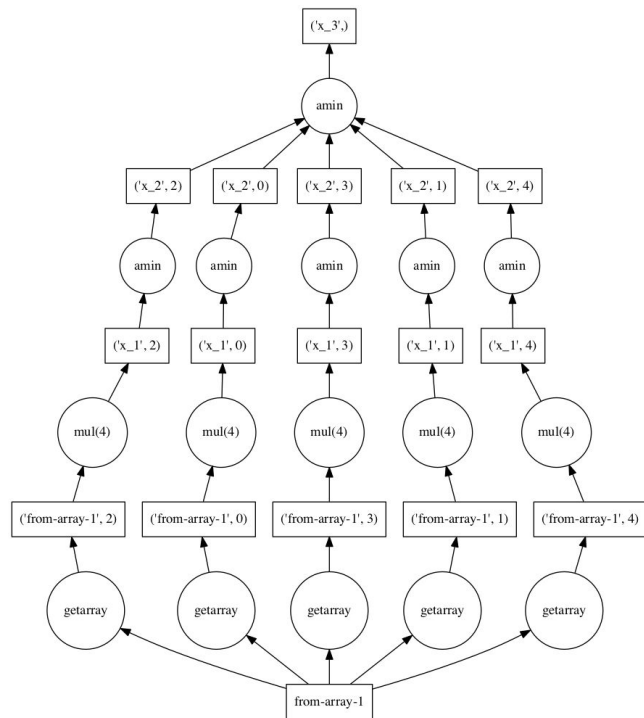 ('x_3',)
amin
('x_2', 2)
('x_2', 0)
('x_2', 3)
('x_2', 1)
('x_2', 4)
amin
amin
amin
amin
amin
('x_1', 2)
('x_1', 0)
('x_1', 3)
('x_1', 1)
('x_1', 4)
mul(4)
mul(4)
mul(4)
mul(4)
mul(4)
('from-array-1', 2)
('from-array-1', 0)
('from-array-1', 3)
('from-array-1', 1)
('from-array-1', 4)
getarray
getarray
getarray
getarray
getarray
from-array-1